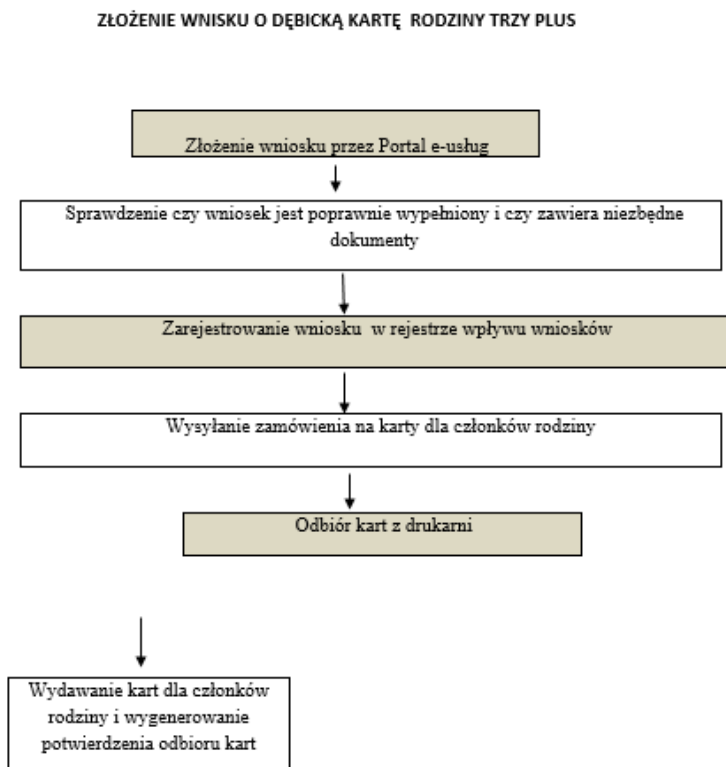 ZŁOŻENIE WNISKU O DĘBICKĄ KARTĘ RODZINY TRZY PLUS
Złożenie wniosku przez Portal e-usług
Sprawdzenie czy wniosek jest poprawnie wypełniony i czy zawiera niezbędne
dokumenty
Zarejestrowanie wniosku w rejestrze wpływu wniosków
Wysyłanie zamówienia na karty dla członków rodziny
Odbiór kart z drukarni
Wydawanie kart dla członków
rodziny i wygenerowanie
potwierdzenia odbioru kart